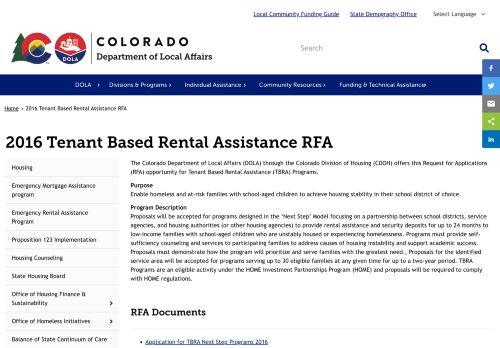 Local Community Funding Guide State Demography Office Select Language
COLORADO
Department of Local Affairs
DOLA
Search
DOLA Divisions & Programs Individual Assistance Community Resources Funding & Technical Assistance
Home > 2016 Tenant Based Rental Assistance RFA
2016 Tenant Based Rental Assistance RFA
Housing
Emergency Mortgage Assistance
program
Emergency Rental Assistance
Program
Proposition 123 Implementation
Housing Counseling
State Housing Board
Office of Housing Finance &
Sustainability
Office of Homeless Initiatives
Balance of State Continuum of Care
The Colorado Department of Local Affairs (DOLA) through the Colorado Division of Housing (CDOH) offers this Request for Applications
(RFA) opportunity for Tenant Based Rental Assistance (TBRA) Programs.
Purpose
Enable homeless and at-risk families with school-aged children to achieve housing stability in their school district of choice.
Program Description
Proposals will be accepted for programs designed in the ‘Next Step’ Model focusing on a partnership between school districts, service
agencies, and housing authorities (or other housing agencies) to provide rental assistance and security deposits for up to 24 months to
low-income families with school-aged children who are unstably housed or experiencing homelessness. Programs must provide self-
sufficiency counseling and services to participating families to address causes of housing instability and support academic success.
Proposals must demonstrate how the program will prioritize and serve families with the greatest need., Proposals for the identified
service area will be accepted for programs serving up to 30 eligible families at any given time for up to a two-year period. TBRA
Programs are an eligible activity under the HOME Investment Partnerships Program (HOME) and proposals will be required to comply
with HOME regulations.
RFA Documents
Application for TBRA Next Step Programs 2016